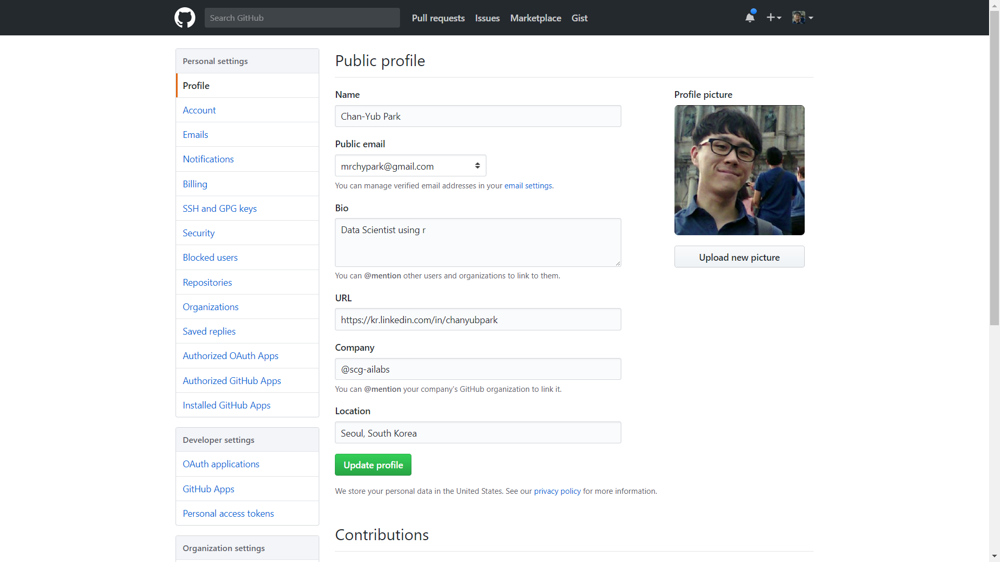 Search GitHub
Pull requests
Issues
Marketplace
Gist
Personal settings
Profile
Account
Emails
Notifications
Billing
SSH and GPG keys
Security
Blocked users
Repositories
Organizations
Saved replies
Authorized OAuth Apps
Authorized GitHub Apps
Installed GitHub Apps
Developer settings
OAuth applications
GitHub Apps
Personal access tokens
Organization settings
Public profile
Name
Chan-Yub Park
Public email
mrchypark@gmail.com
You can manage verified email addresses in your email settings.
Bio
Data Scientist using r
You can @mention other users and organizations to link to them.
URL
https://kr.linkedin.com/in/chanyubpark
Company
@scg-ailabs
You can @mention your company's GitHub organization to link it.
Location
Seoul, South Korea
Update profile
We store your personal data in the United States. See our privacy policy for more information.
Profile picture
Upload new picture
Contributions